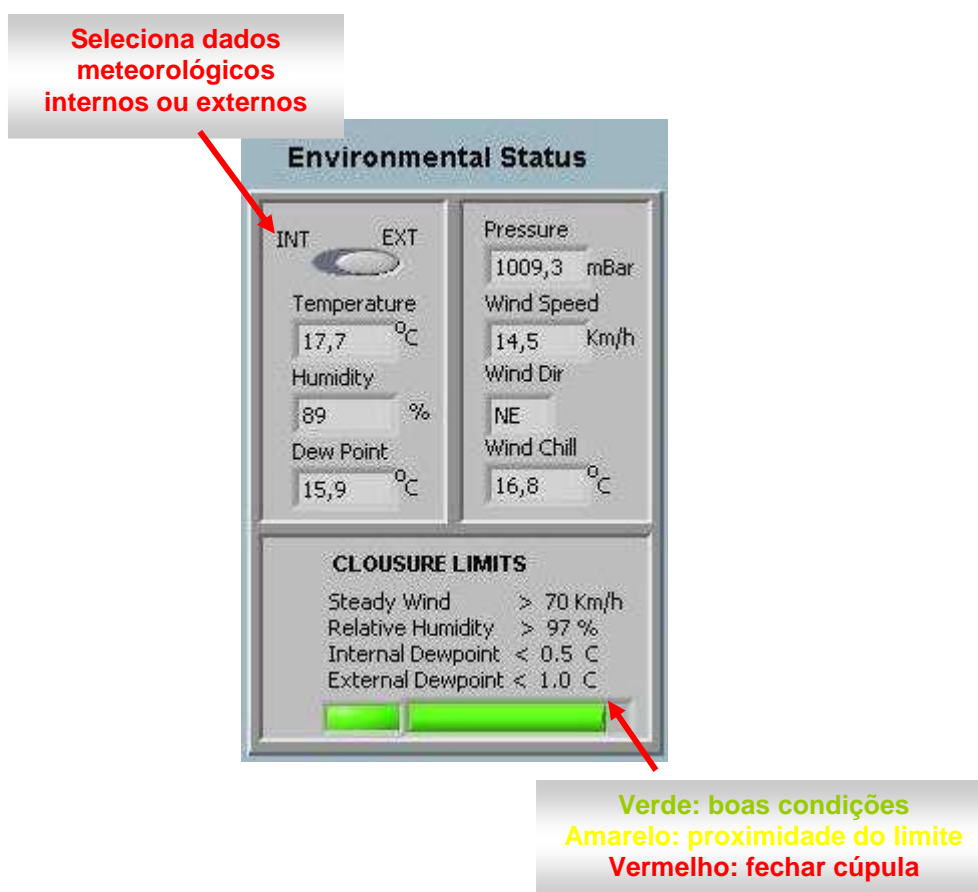 Seleciona dados
meteorológicos
internos ou externos
Environmental Status
INT EXT
Temperature
17,7 °C
Humidity
89 %
Dew Point
15,9 °C
Pressure
1009,3 mBar
Wind Speed
14,5 Km/h
Wind Dir
NE
Wind Chill
16,8 °C
CLOUSURE LIMITS
Steady Wind > 70 Km/h
Relative Humidity > 97 %
Internal Dewpoint < 0.5 C
External Dewpoint < 1.0 C
Verde: boas condições
Amarelo: proximidade do limite
Vermelho: fechar cúpula